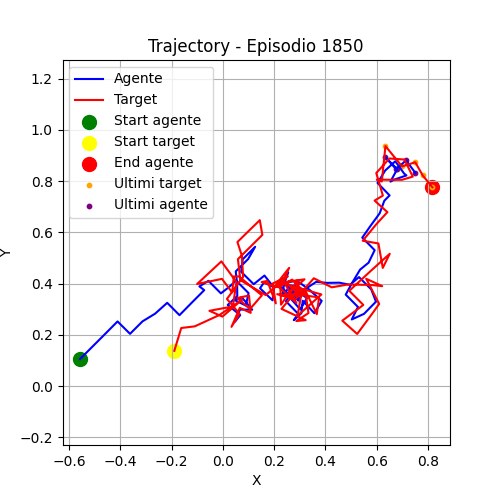 Trajectory - Episodio 1850
Agente
Target
Start agente
Start target
End agente
Ultimi target
Ultimi agente
1.2
1.0
0.8
0.6
0.4
0.2
0.0
−0.2
Y
−0.6
−0.4
−0.2
0.0
0.2
0.4
0.6
0.8
X